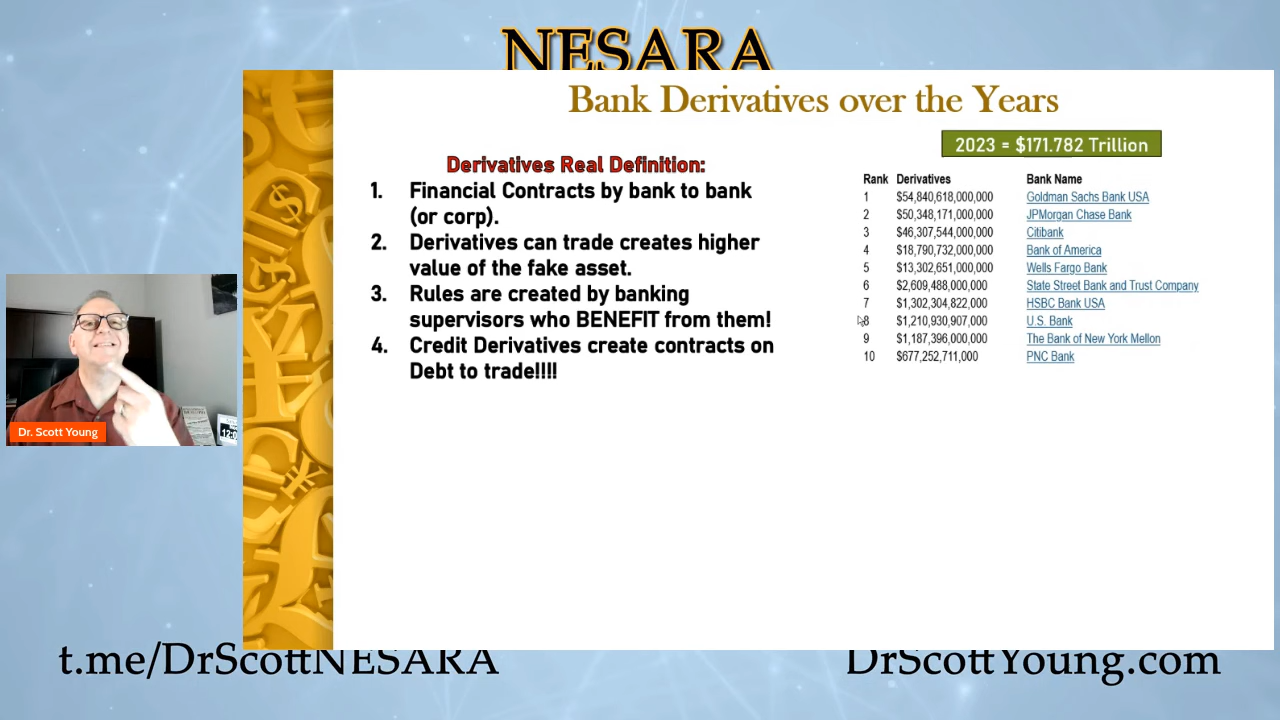 NESARA
Bank Derivatives over the Years
2023 = $171.782 Trillion
Derivatives Real Definition:
1. Financial Contracts by bank to bank
(or corp).
2. Derivatives can trade creates higher
value of the fake asset.
3. Rules are created by banking
supervisors who BENEFIT from them!
4. Credit Derivatives create contracts on
Debt to trade!!!!
Rank Derivatives Bank Name
1 $54,840,618,000,000 Goldman Sachs Bank USA
2 $50,348,171,000,000 JPMorgan Chase Bank
3 $46,307,544,000,000 Citibank
4 $18,790,732,000,000 Bank of America
5 $13,302,651,000,000 Wells Fargo Bank
6 $2,609,488,000,000 State Street Bank and Trust Company
7 $1,302,304,822,000 HSBC Bank USA
8 $1,210,930,907,000 U.S. Bank
9 $1,187,396,000,000 The Bank of New York Mellon
10 $677,252,711,000 PNC Bank
Dr. Scott Young
t.me/DrScottNESARA
DrScottYoung.com